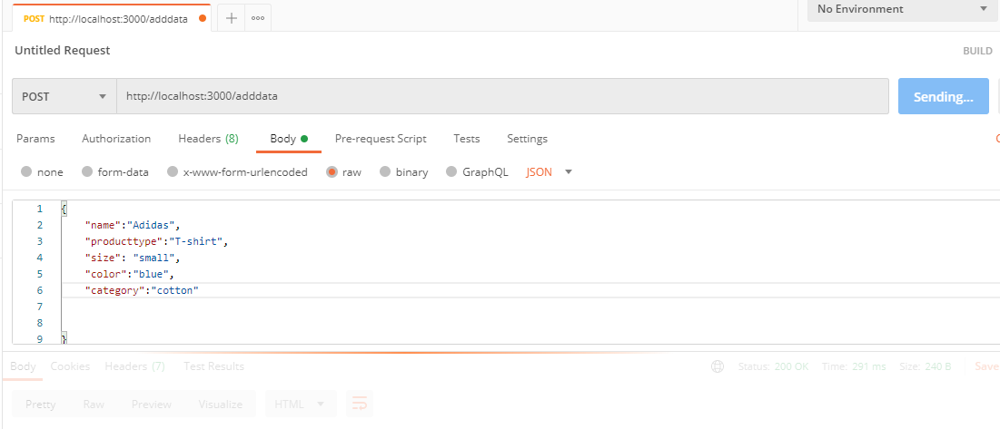 POST http://localhost:3000/adddata
No Environment
Untitled Request
BUILD
POST http://localhost:3000/adddata Sending...
Params Authorization Headers (8) Body Pre-request Script Tests Settings
none form-data x-www-form-urlencoded raw binary GraphQL JSON
1 {
2 "name":"Adidas",
3 "producttype":"T-shirt",
4 "size": "small",
5 "color":"blue",
6 "category":"cotton"
7
8
9 }
Body Cookies Headers (7) Test Results Status: 200 OK Time: 291 ms Size: 240 B Save
Pretty Raw Preview Visualize HTML